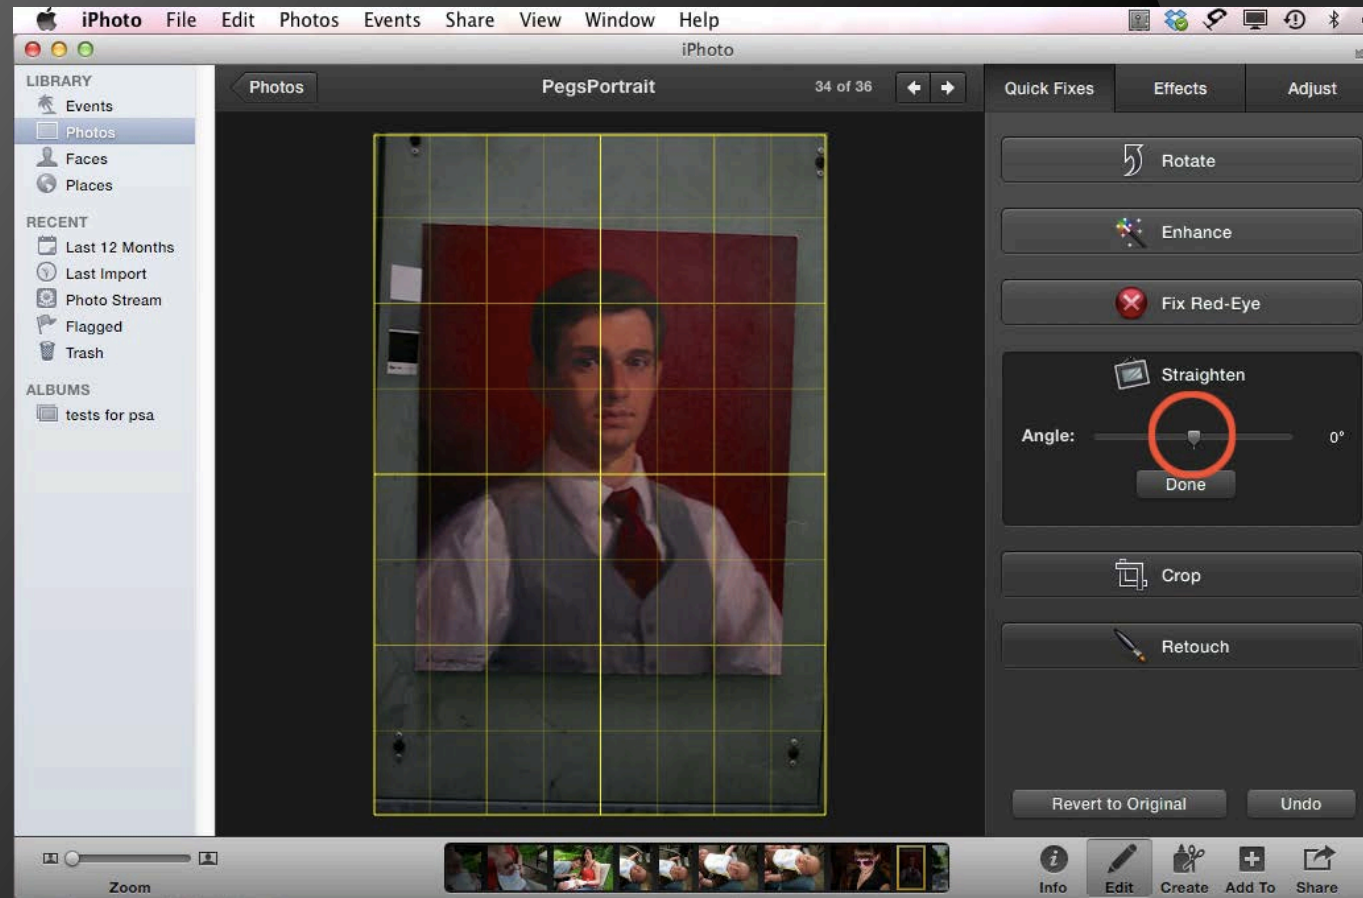 iPhoto File Edit Photos Events Share View Window Help
iPhoto
LIBRARY
Events
Photos
Faces
Places
RECENT
Last 12 Months
Last Import
Photo Stream
Flagged
Trash
ALBUMS
tests for psa
Photos
PegsPortrait
34 of 36
Quick Fixes
Effects
Adjust
Rotate
Enhance
Fix Red-Eye
Straighten
Angle:
0°
Done
Crop
Retouch
Revert to Original
Undo
Zoom
Info
Edit
Create
Add To
Share